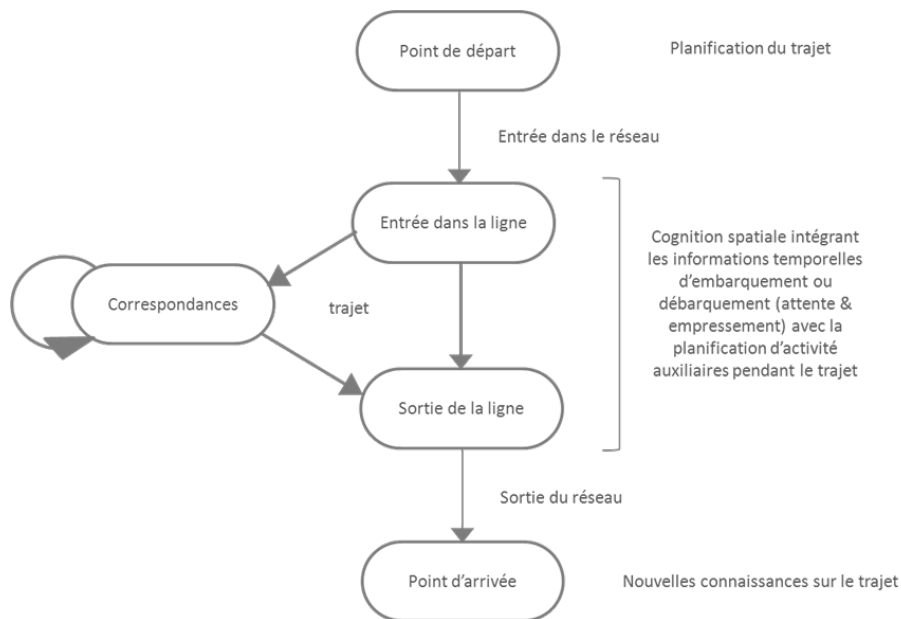 Point de départ
Planification du trajet
Entrée dans le réseau
Entrée dans la ligne
Cognition spatiale intégrant
les informations temporelles
d'embarquement ou
débarquement (attente &
empressement) avec la
planification d'activité
auxiliaires pendant le trajet
Correspondances
trajet
Sortie de la ligne
Sortie du réseau
Point d'arrivée
Nouvelles connaissances sur le trajet